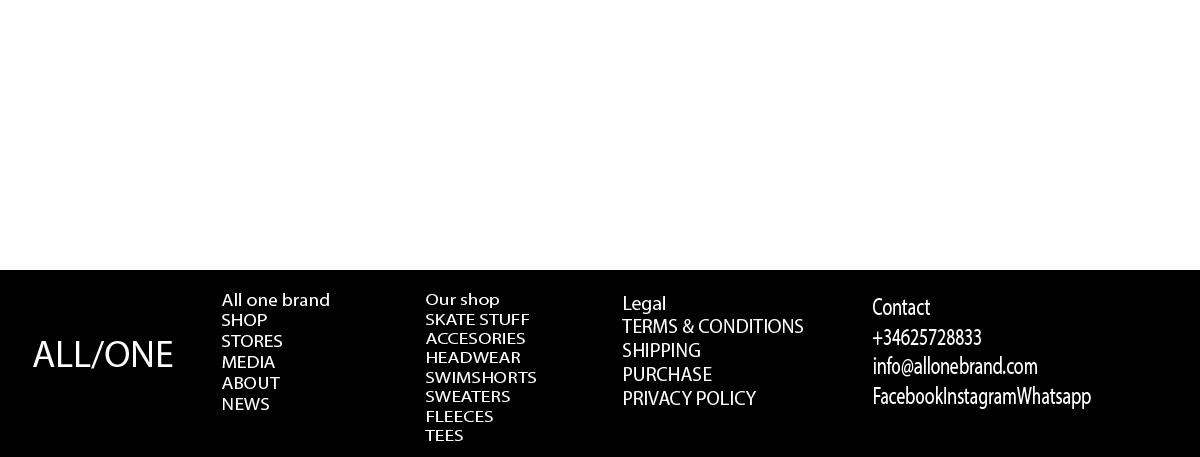 ALL/ONE
All one brand
SHOP
STORES
MEDIA
ABOUT
NEWS
Our shop
SKATE STUFF
ACCESORIES
HEADWEAR
SWIMSHORTS
SWEATERS
FLEECES
TEES
Legal
TERMS & CONDITIONS
SHIPPING
PURCHASE
PRIVACY POLICY
Contact
+34625728833
info@allonebrand.com
FacebookInstagramWhatsapp